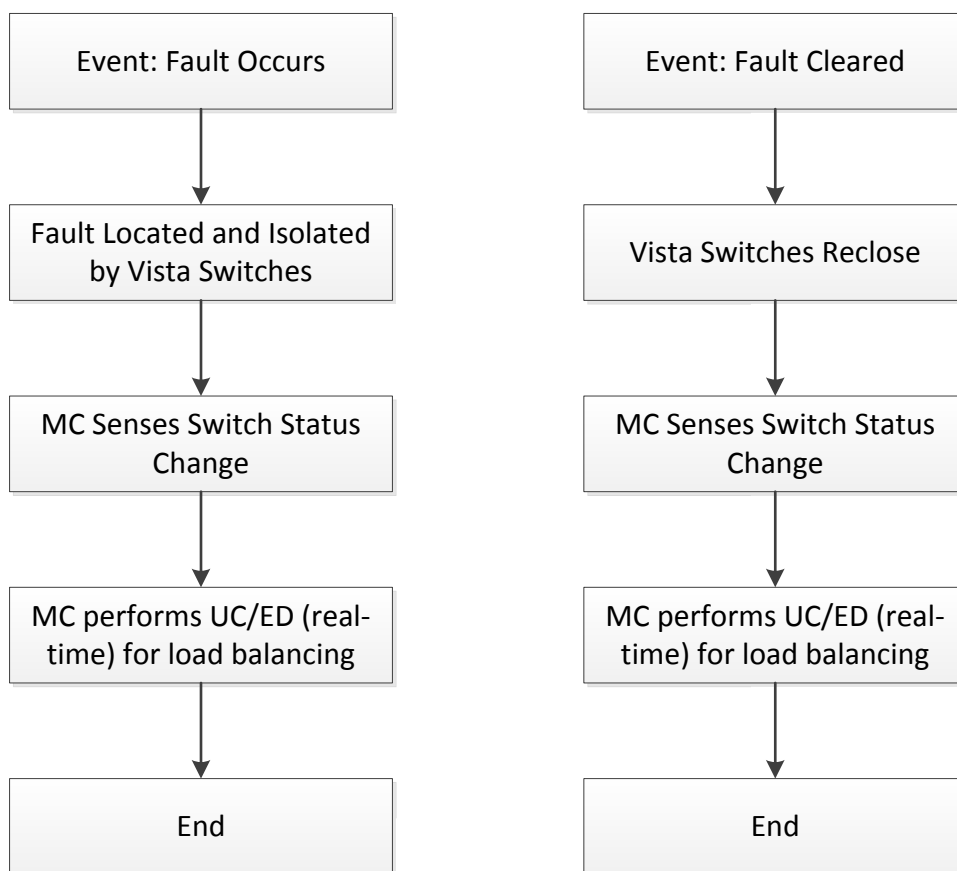 Event: Fault Occurs
Fault Located and Isolated
by Vista Switches
MC Senses Switch Status
Change
MC performs UC/ED (real-
time) for load balancing
End
Event: Fault Cleared
Vista Switches Reclose
MC Senses Switch Status
Change
MC performs UC/ED (real-
time) for load balancing
End